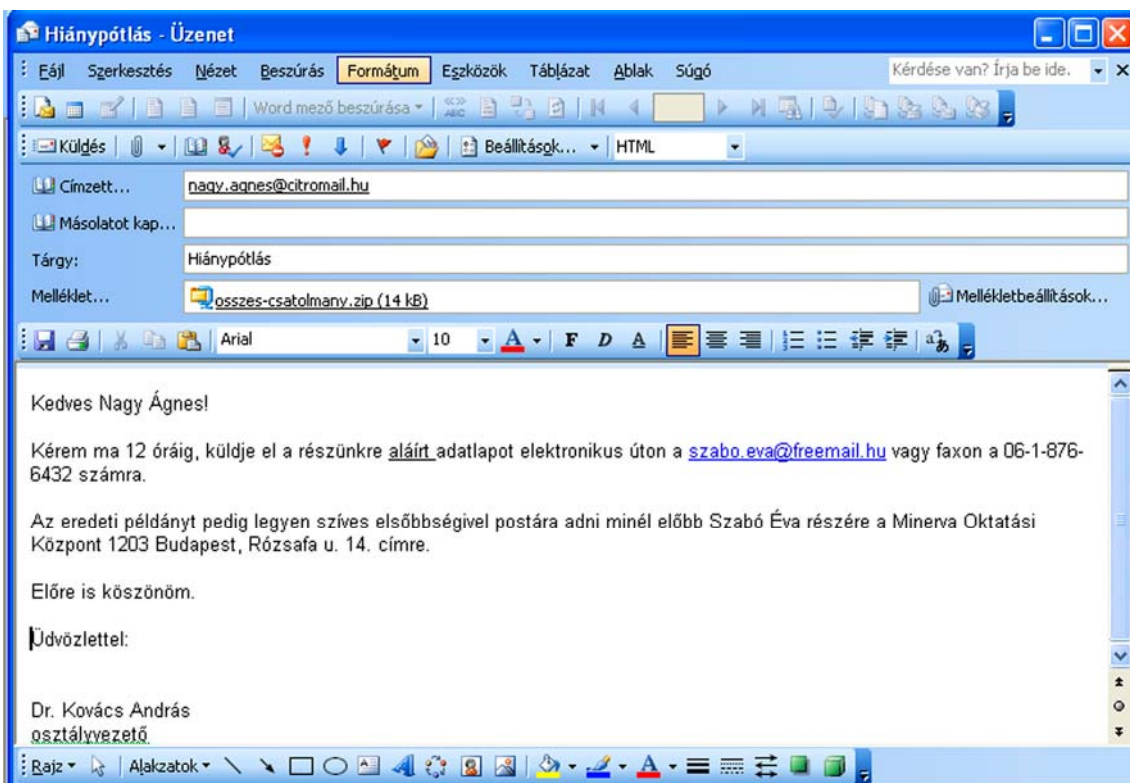 Hiánypótlás - Üzenet
Fájl Szerkesztés Nézet Beszúrás Formátum Eszközök Táblázat Ablak Súgó Kérdése van? Írja be ide.
Word mező beszúrása
Küldés Beállítások... HTML
Címzett... nagy.agnes@citromail.hu
Másolatot kap...
Tárgy: Hiánypótlás
Melléklet... osszes-csatolmany.zip (14 kB) Mellékletbeállítások...
Arial 10 A F D A
Kedves Nagy Ágnes!
Kérem ma 12 óráig, küldje el a részünkre aláírt adatlapot elektronikus úton a szabo.eva@freemail.hu vagy faxon a 06-1-876-
6432 számra.
Az eredeti példányt pedig legyen szíves elsőbbségivel postára adni minél előbb Szabó Éva részére a Minerva Oktatási
Központ 1203 Budapest, Rózsafa u. 14. címre.
Előre is köszönöm.
Üdvözlettel:
Dr. Kovács András
osztályvezető
Rajz Alakzatok